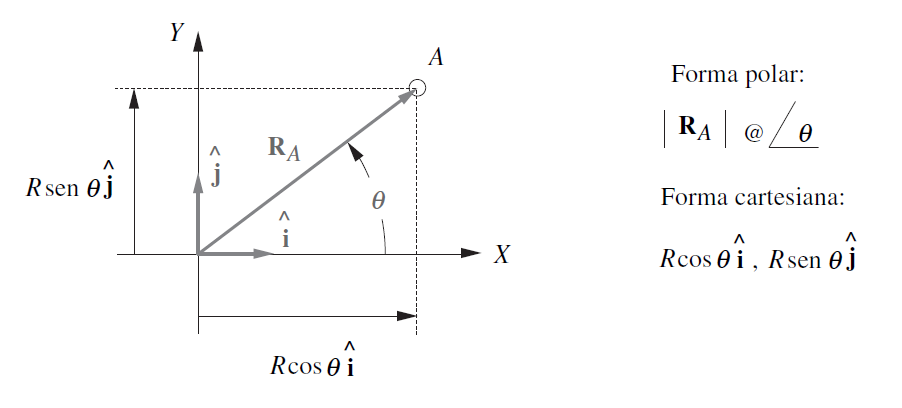 Y
A
Forma polar:
| R_A | @ ∠θ
R_A
ĵ
R sen θ ĵ
θ
î
Forma cartesiana:
X
R cos θ î , R sen θ ĵ
R cos θ î